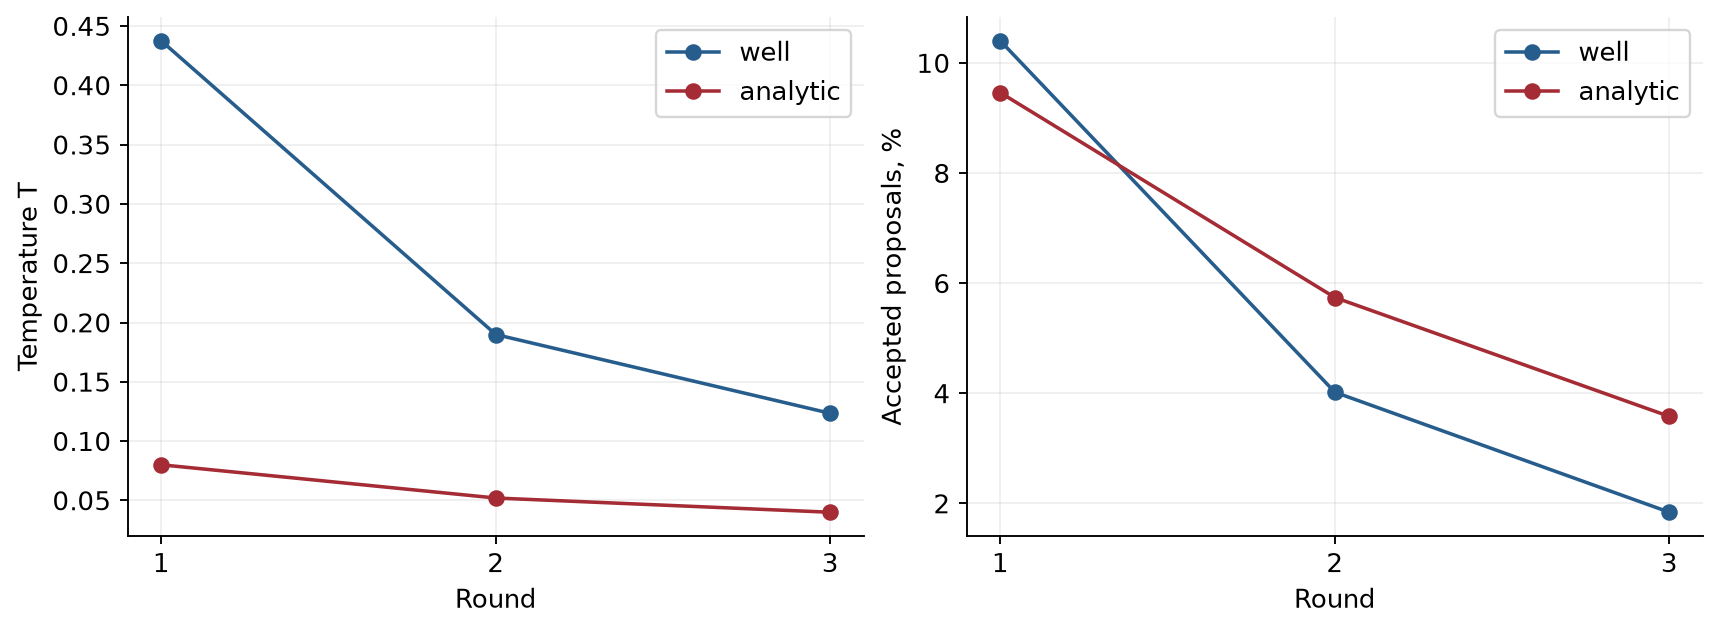 Temperature T
0.45
0.40
0.35
0.30
0.25
0.20
0.15
0.10
0.05
1
2
3
Round
well
analytic
Accepted proposals, %
10
8
6
4
2
1
2
3
Round
well
analytic